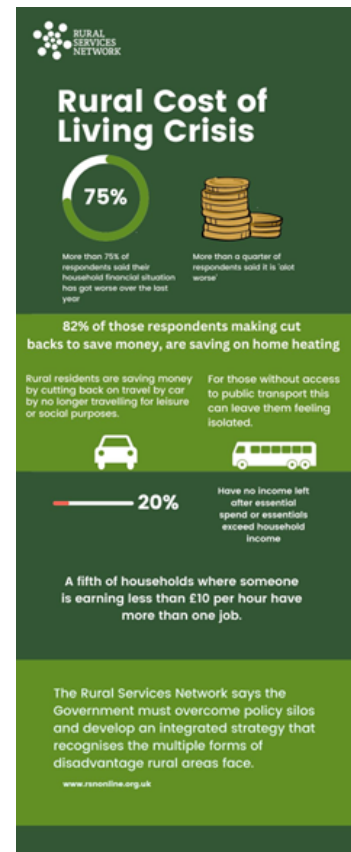 RURAL
SERVICES
NETWORK
Rural Cost of
Living Crisis
75%
More than 75% of
respondents said their
household financial situation
has got worse over the last
year
More than a quarter of
respondents said it is 'alot
worse'
82% of those respondents making cut
backs to save money, are saving on home heating
Rural residents are saving money
by cutting back on travel by car
by no longer travelling for leisure
or social purposes.
For those without access
to public transport this
can leave them feeling
isolated.
20%
Have no income left
after essential
spend or essentials
exceed household
income
A fifth of households where someone
is earning less than £10 per hour have
more than one job.
The Rural Services Network says the
Government must overcome policy silos
and develop an integrated strategy that
recognises the multiple forms of
disadvantage rural areas face.
www.rsnonline.org.uk